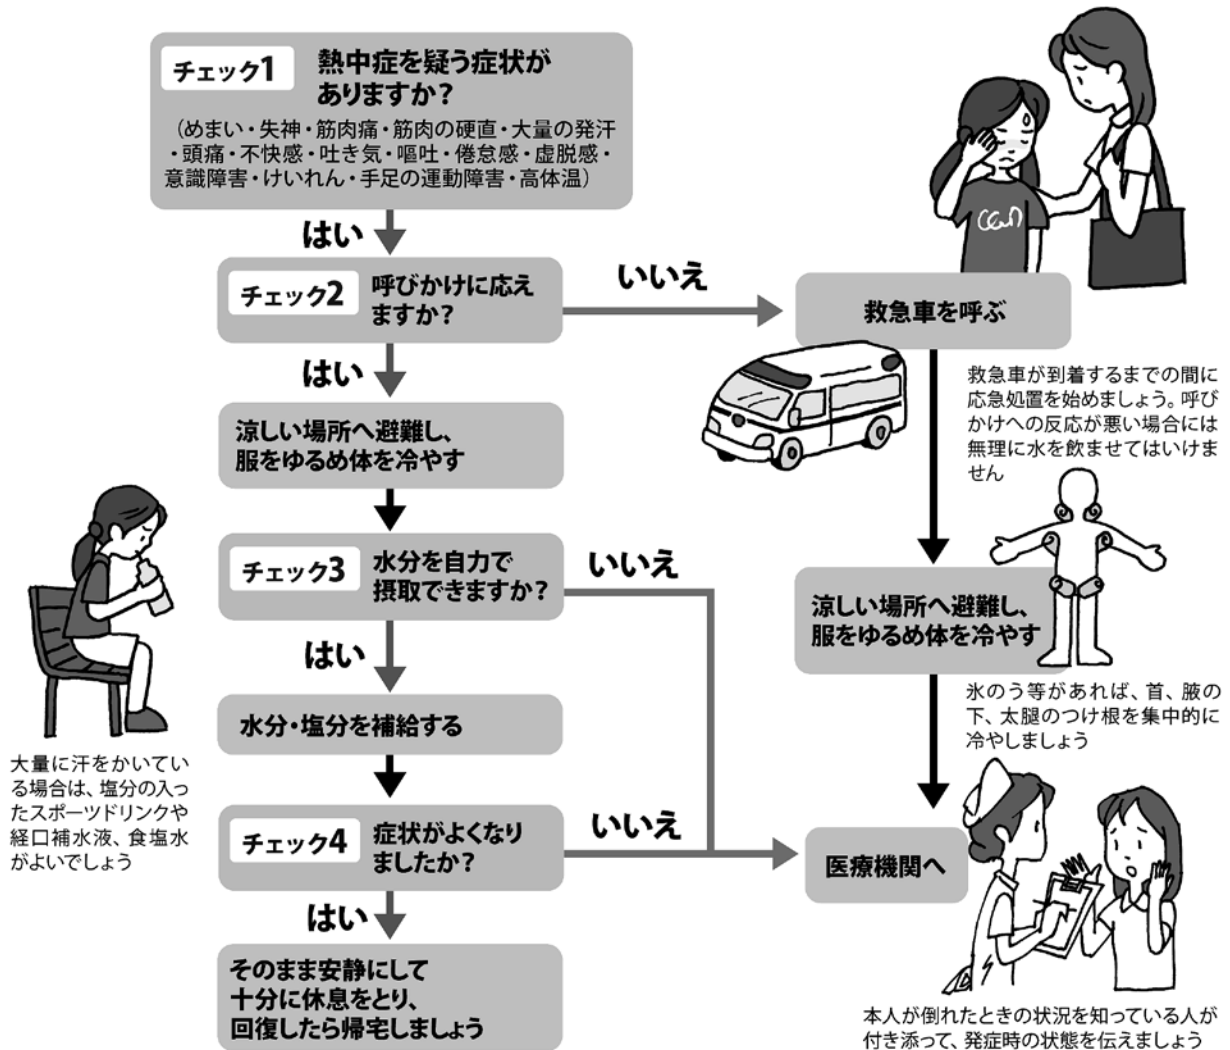 チェック1
熱中症を疑う症状が
ありますか?
（めまい・失神・筋肉痛・筋肉の硬直・大量の発汗
・頭痛・不快感・吐き気・嘔吐・倦怠感・虚脱感・
意識障害・けいれん・手足の運動障害・高体温）
はい
チェック2
呼びかけに応え
ますか?
いいえ
救急車を呼ぶ
救急車が到着するまでの間に
応急処置を始めましょう。呼び
かけへの反応が悪い場合には
無理に水を飲ませてはいけま
せん
はい
涼しい場所へ避難し、
服をゆるめ体を冷やす
チェック3
水分を自力で
摂取できますか?
いいえ
涼しい場所へ避難し、
服をゆるめ体を冷やす
氷のう等があれば、首、腋の
下、太腿のつけ根を集中的に
冷やしましょう
はい
水分・塩分を補給する
大量に汗をかいてい
る場合は、塩分の入っ
たスポーツドリンクや
経口補水液、食塩水
がよいでしょう
チェック4
症状がよくなり
ましたか?
いいえ
医療機関へ
はい
そのまま安静にして
十分に休息をとり、
回復したら帰宅しましょう
本人が倒れたときの状況を知っている人が
付き添って、発症時の状態を伝えましょう